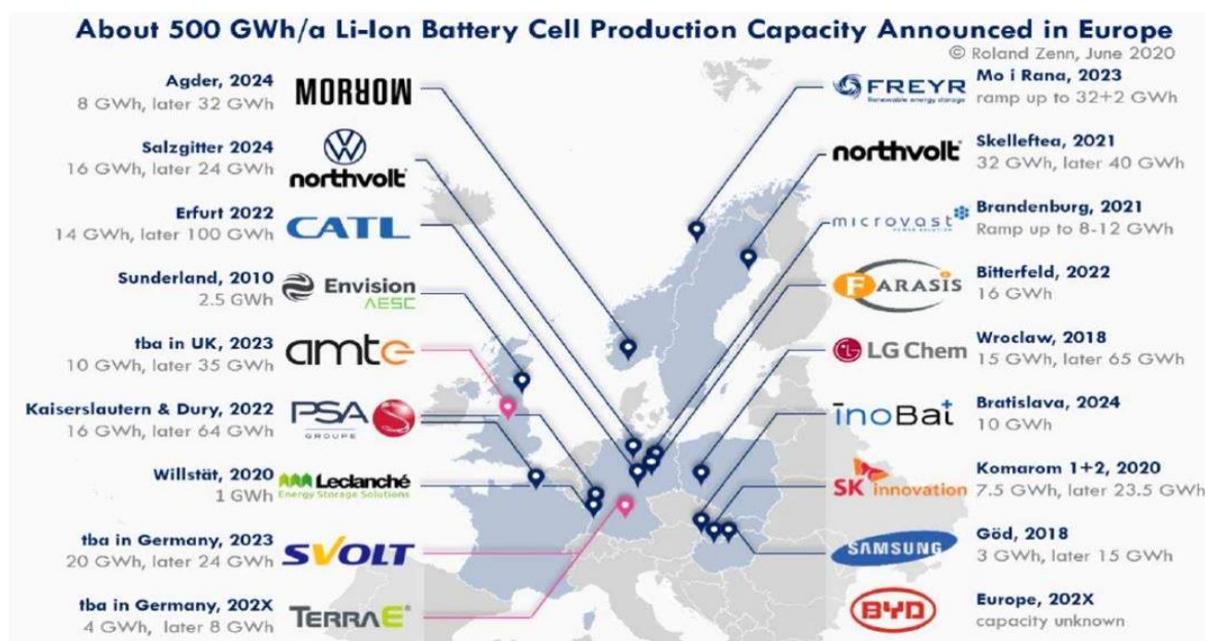 About 500 GWh/a Li-Ion Battery Cell Production Capacity Announced in Europe
© Roland Zenn, June 2020
Agder, 2024
8 GWh, later 32 GWh
MORROW
Salzgitter 2024
16 GWh, later 24 GWh
northvolt
Erfurt 2022
14 GWh, later 100 GWh
CATL
Sunderland, 2010
2.5 GWh
Envision
AESC
tba in UK, 2023
10 GWh, later 35 GWh
amte
Kaiserslautern & Dury, 2022
16 GWh, later 64 GWh
PSA
GROUPE
Willstät, 2020
1 GWh
Leclanché
Energy Storage Solutions
tba in Germany, 2023
20 GWh, later 24 GWh
SVOLT
tba in Germany, 202X
4 GWh, later 8 GWh
TERRAE
FREYR
Renewable energy storage
Mo i Rana, 2023
ramp up to 32+2 GWh
northvolt
Skelleftea, 2021
32 GWh, later 40 GWh
microvast
POWER SOLUTION
Brandenburg, 2021
Ramp up to 8-12 GWh
FARASIS
Bitterfeld, 2022
16 GWh
LG Chem
Wroclaw, 2018
15 GWh, later 65 GWh
inoBat
Bratislava, 2024
10 GWh
SK innovation
Komarom 1+2, 2020
7.5 GWh, later 23.5 GWh
SAMSUNG
Göd, 2018
3 GWh, later 15 GWh
BYD
Europe, 202X
capacity unknown